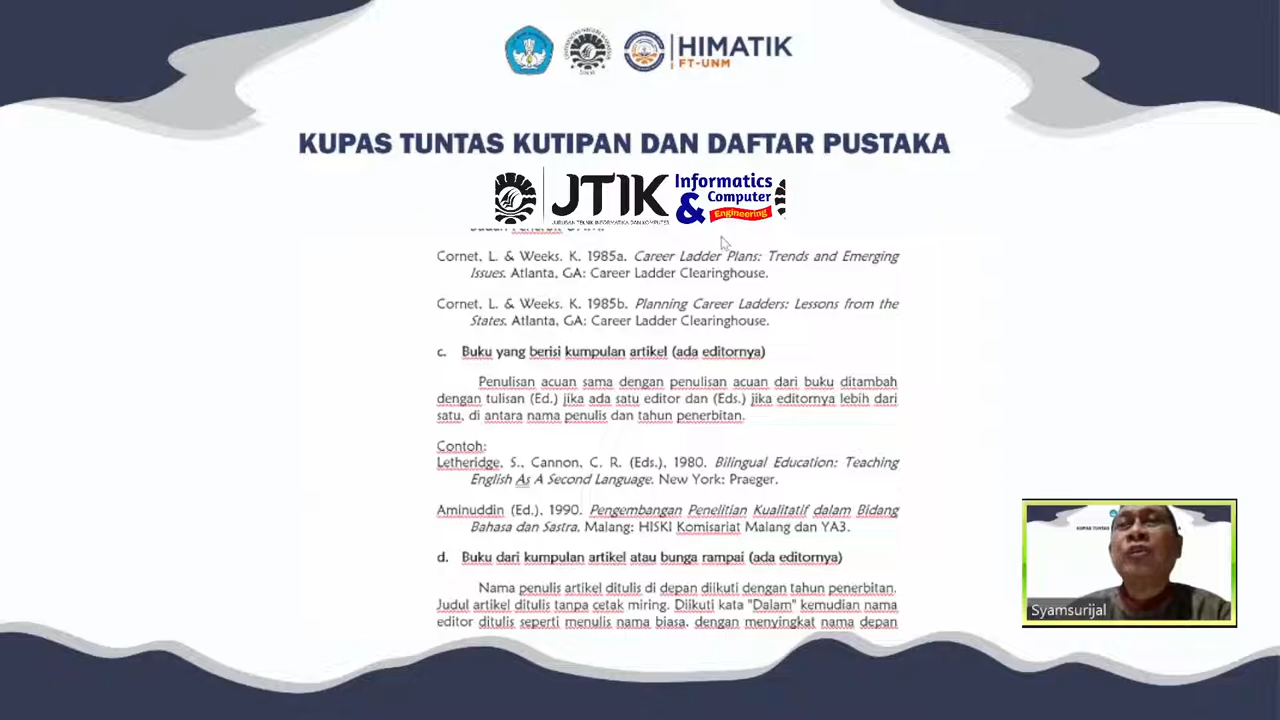 HIMATIK
FT-UNM
KUPAS TUNTAS KUTIPAN DAN DAFTAR PUSTAKA
JTIK
JURUSAN TEKNIK INFORMATIKA DAN KOMPUTER
Informatics
& Computer
Engineering
Cornet, L. & Weeks. K. 1985a. Career Ladder Plans: Trends and Emerging
Issues. Atlanta, GA: Career Ladder Clearinghouse.
Cornet, L. & Weeks. K. 1985b. Planning Career Ladders: Lessons from the
States. Atlanta, GA: Career Ladder Clearinghouse.
c. Buku yang berisi kumpulan artikel (ada editornya)
Penulisan acuan sama dengan penulisan acuan dari buku ditambah
dengan tulisan (Ed.) jika ada satu editor dan (Eds.) jika editornya lebih dari
satu, di antara nama penulis dan tahun penerbitan.
Contoh:
Letheridge, S., Cannon, C. R. (Eds.), 1980. Bilingual Education: Teaching
English As A Second Language. New York: Praeger.
Aminuddin (Ed.). 1990. Pengembangan Penelitian Kualitatif dalam Bidang
Bahasa dan Sastra. Malang: HISKI Komisariat Malang dan YA3.
d. Buku dari kumpulan artikel atau bunga rampai (ada editornya)
Nama penulis artikel ditulis di depan diikuti dengan tahun penerbitan.
Judul artikel ditulis tanpa cetak miring. Diikuti kata "Dalam" kemudian nama
editor ditulis seperti menulis nama biasa, dengan menyingkat nama depan
Syamsurijal